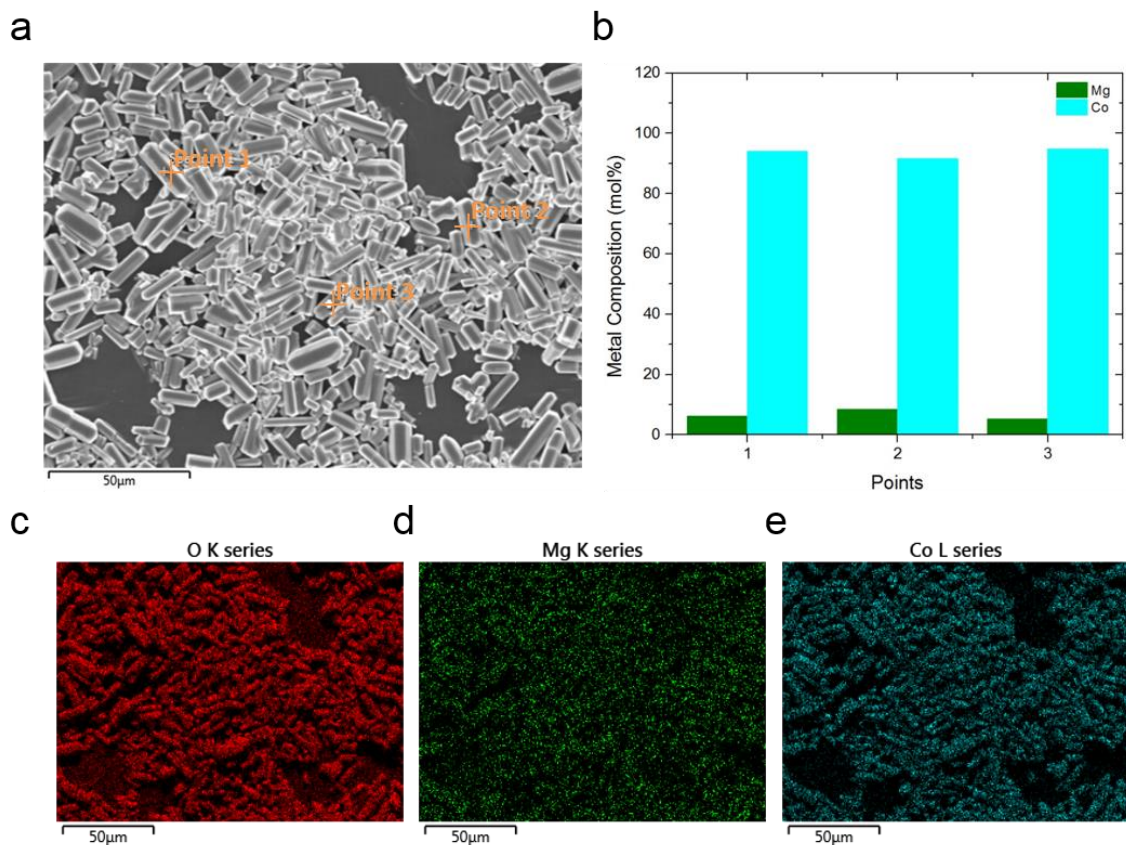 a
Point 1
Point 2
Point 3
50μm
b
Mg
Co
120
100
80
60
40
20
0
Metal Composition (mol%)
1
2
3
Points
c
O K series
50μm
d
Mg K series
50μm
e
Co L series
50μm